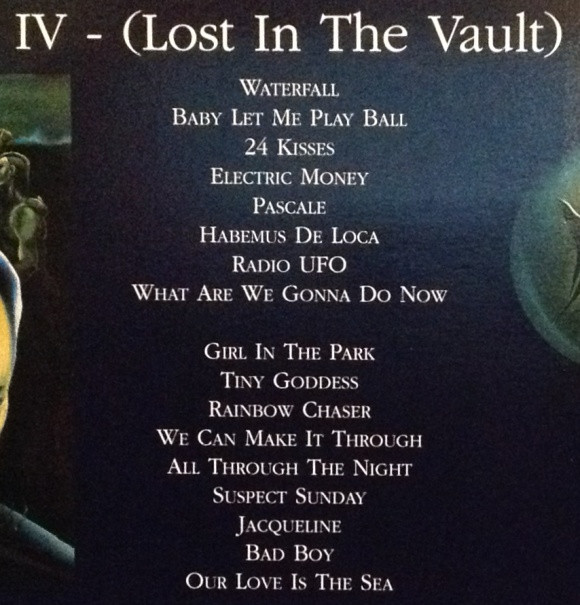 IV - (Lost In The Vault)
Waterfall
Baby Let Me Play Ball
24 Kisses
Electric Money
Pascale
Habemus De Loca
Radio UFO
What Are We Gonna Do Now
Girl In The Park
Tiny Goddess
Rainbow Chaser
We Can Make It Through
All Through The Night
Suspect Sunday
Jacqueline
Bad Boy
Our Love Is The Sea